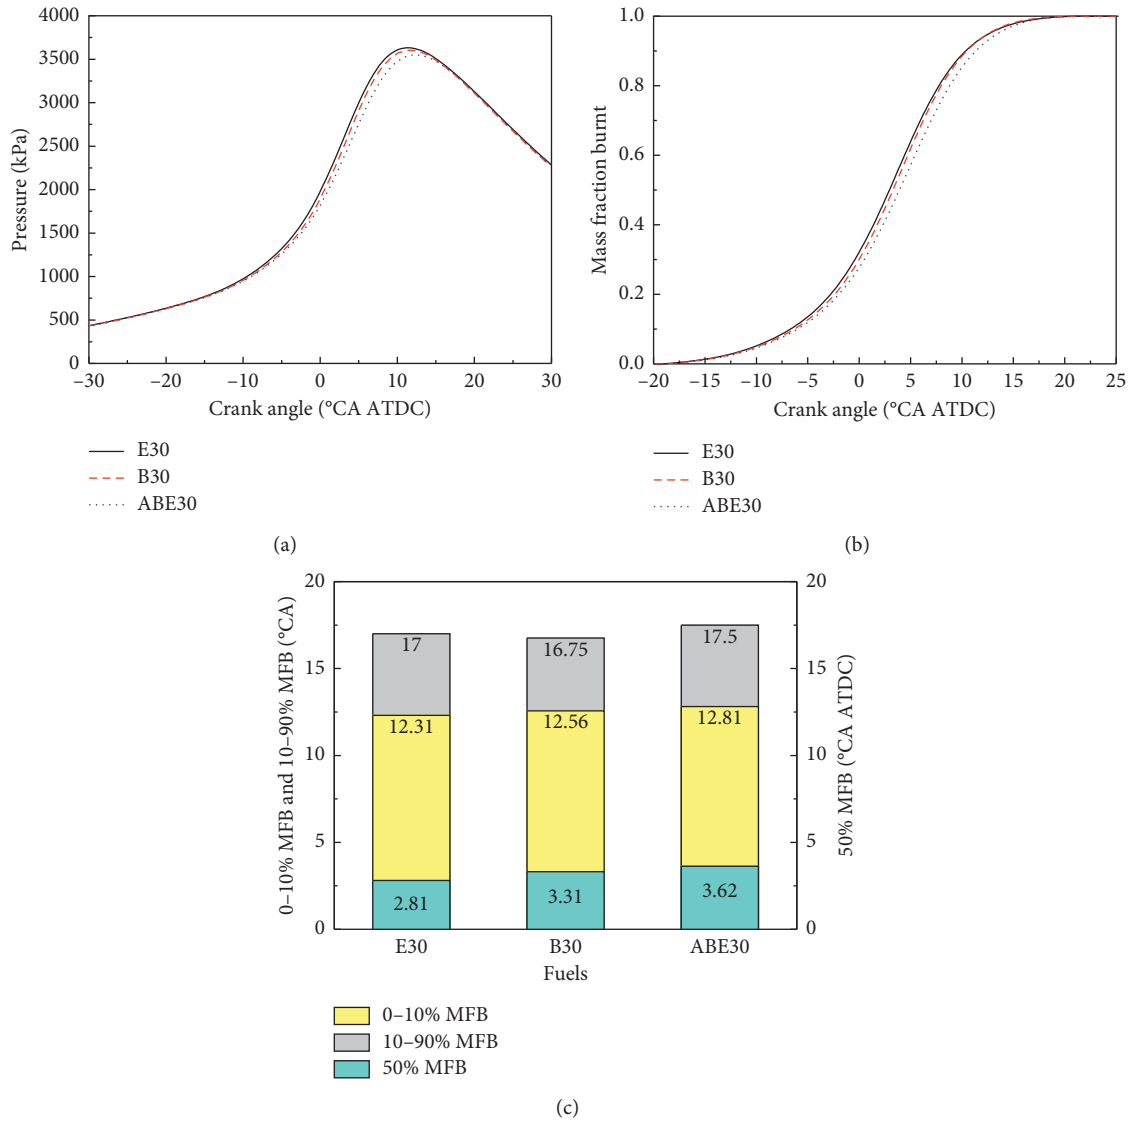 4000
3500
3000
2500
2000
1500
1000
500
0
Pressure (kPa)
–30 –20 –10 0 10 20 30
Crank angle (°CA ATDC)
E30
B30
ABE30
(a)
1.0
0.8
0.6
0.4
0.2
0.0
Mass fraction burnt
–20 –15 –10 –5 0 5 10 15 20 25
Crank angle (°CA ATDC)
E30
B30
ABE30
(b)
20
15
10
5
0
0–10% MFB and 10–90% MFB (°CA)
17 16.75 17.5
12.31 12.56 12.81
2.81 3.31 3.62
20
15
10
5
0
50% MFB (°CA ATDC)
E30 B30 ABE30
Fuels
0–10% MFB
10–90% MFB
50% MFB
(c)